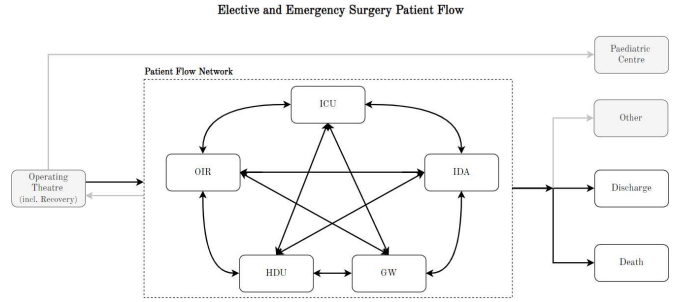 Elective and Emergency Surgery Patient Flow
Paediatric
Centre
Patient Flow Network
ICU
Other
OIR
IDA
Operating
Theatre
(incl. Recovery)
Discharge
HDU
GW
Death